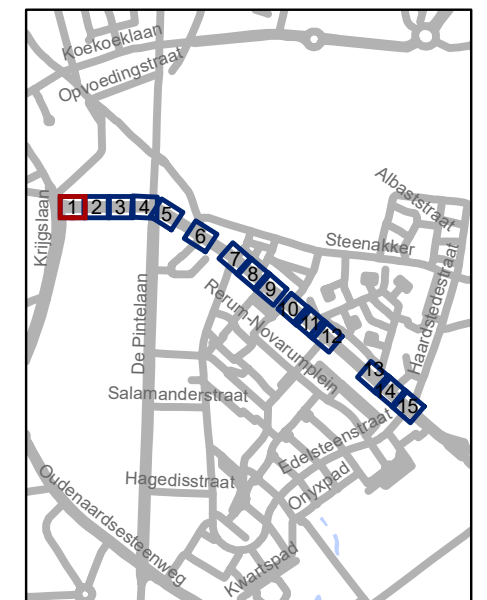 Koekoeklaan
Opvoedingstraat
Albaststraat
Krijgslaan
1 2 3 4 5
6
Steenakker
7
8
9
10
11
12
De Pintelaan
Rerum-Novarumplein
Haardstedestraat
13
14
15
Salamanderstraat
Edelsteenstraat
Hagedisstraat
Onyxpad
Oudenaardsesteenweg
Kwartspad